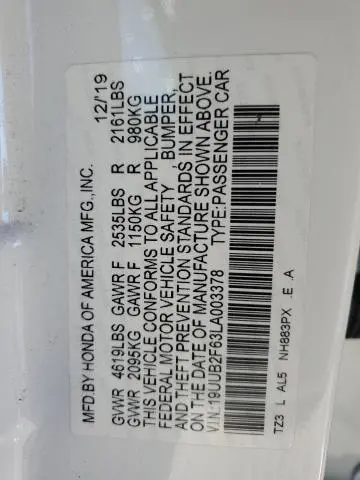 MFD.BY HONDA OF AMERICA MFG.,INC. 12/'19
GVWR 4619LBS GAWR F 2535LBS R 2161LBS
GVWR 2095KG GAWR F 1150KG R 980KG
THIS VEHICLE CONFORMS TO ALL APPLICABLE
FEDERAL MOTOR VEHICLE SAFETY , BUMPER,
AND THEFT PREVENTION STANDARDS IN EFFECT
ON THE DATE OF MANUFACTURE SHOWN ABOVE.
V.I.N:19UUB2F63LA003378 TYPE:PASSENGER CAR
TZ3 L AL5 NH883PX .E .A